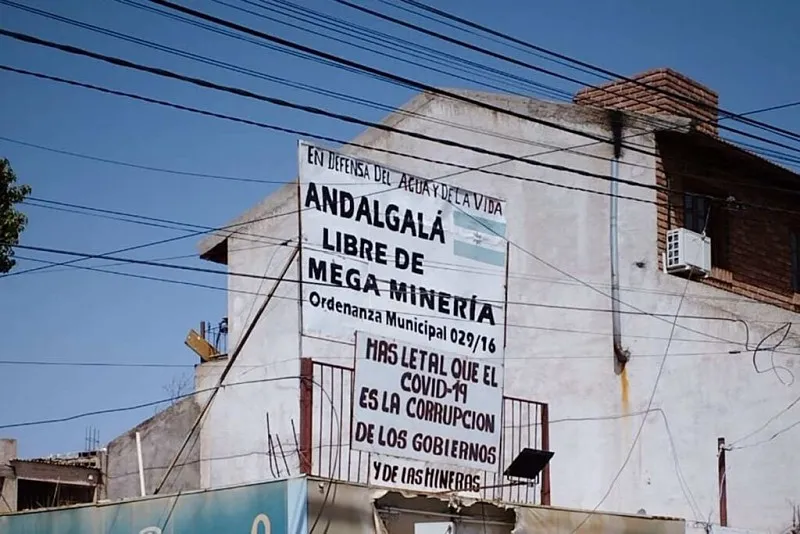 EN DEFENSA DEL AGUA Y DE LA VIDA
ANDALGALÁ
LIBRE DE
MEGA MINERÍA
Ordenanza Municipal 029/16
MAS LETAL QUE EL
COVID-19
ES LA CORRUPCION
DE LOS GOBIERNOS
Y DE LAS MINERAS